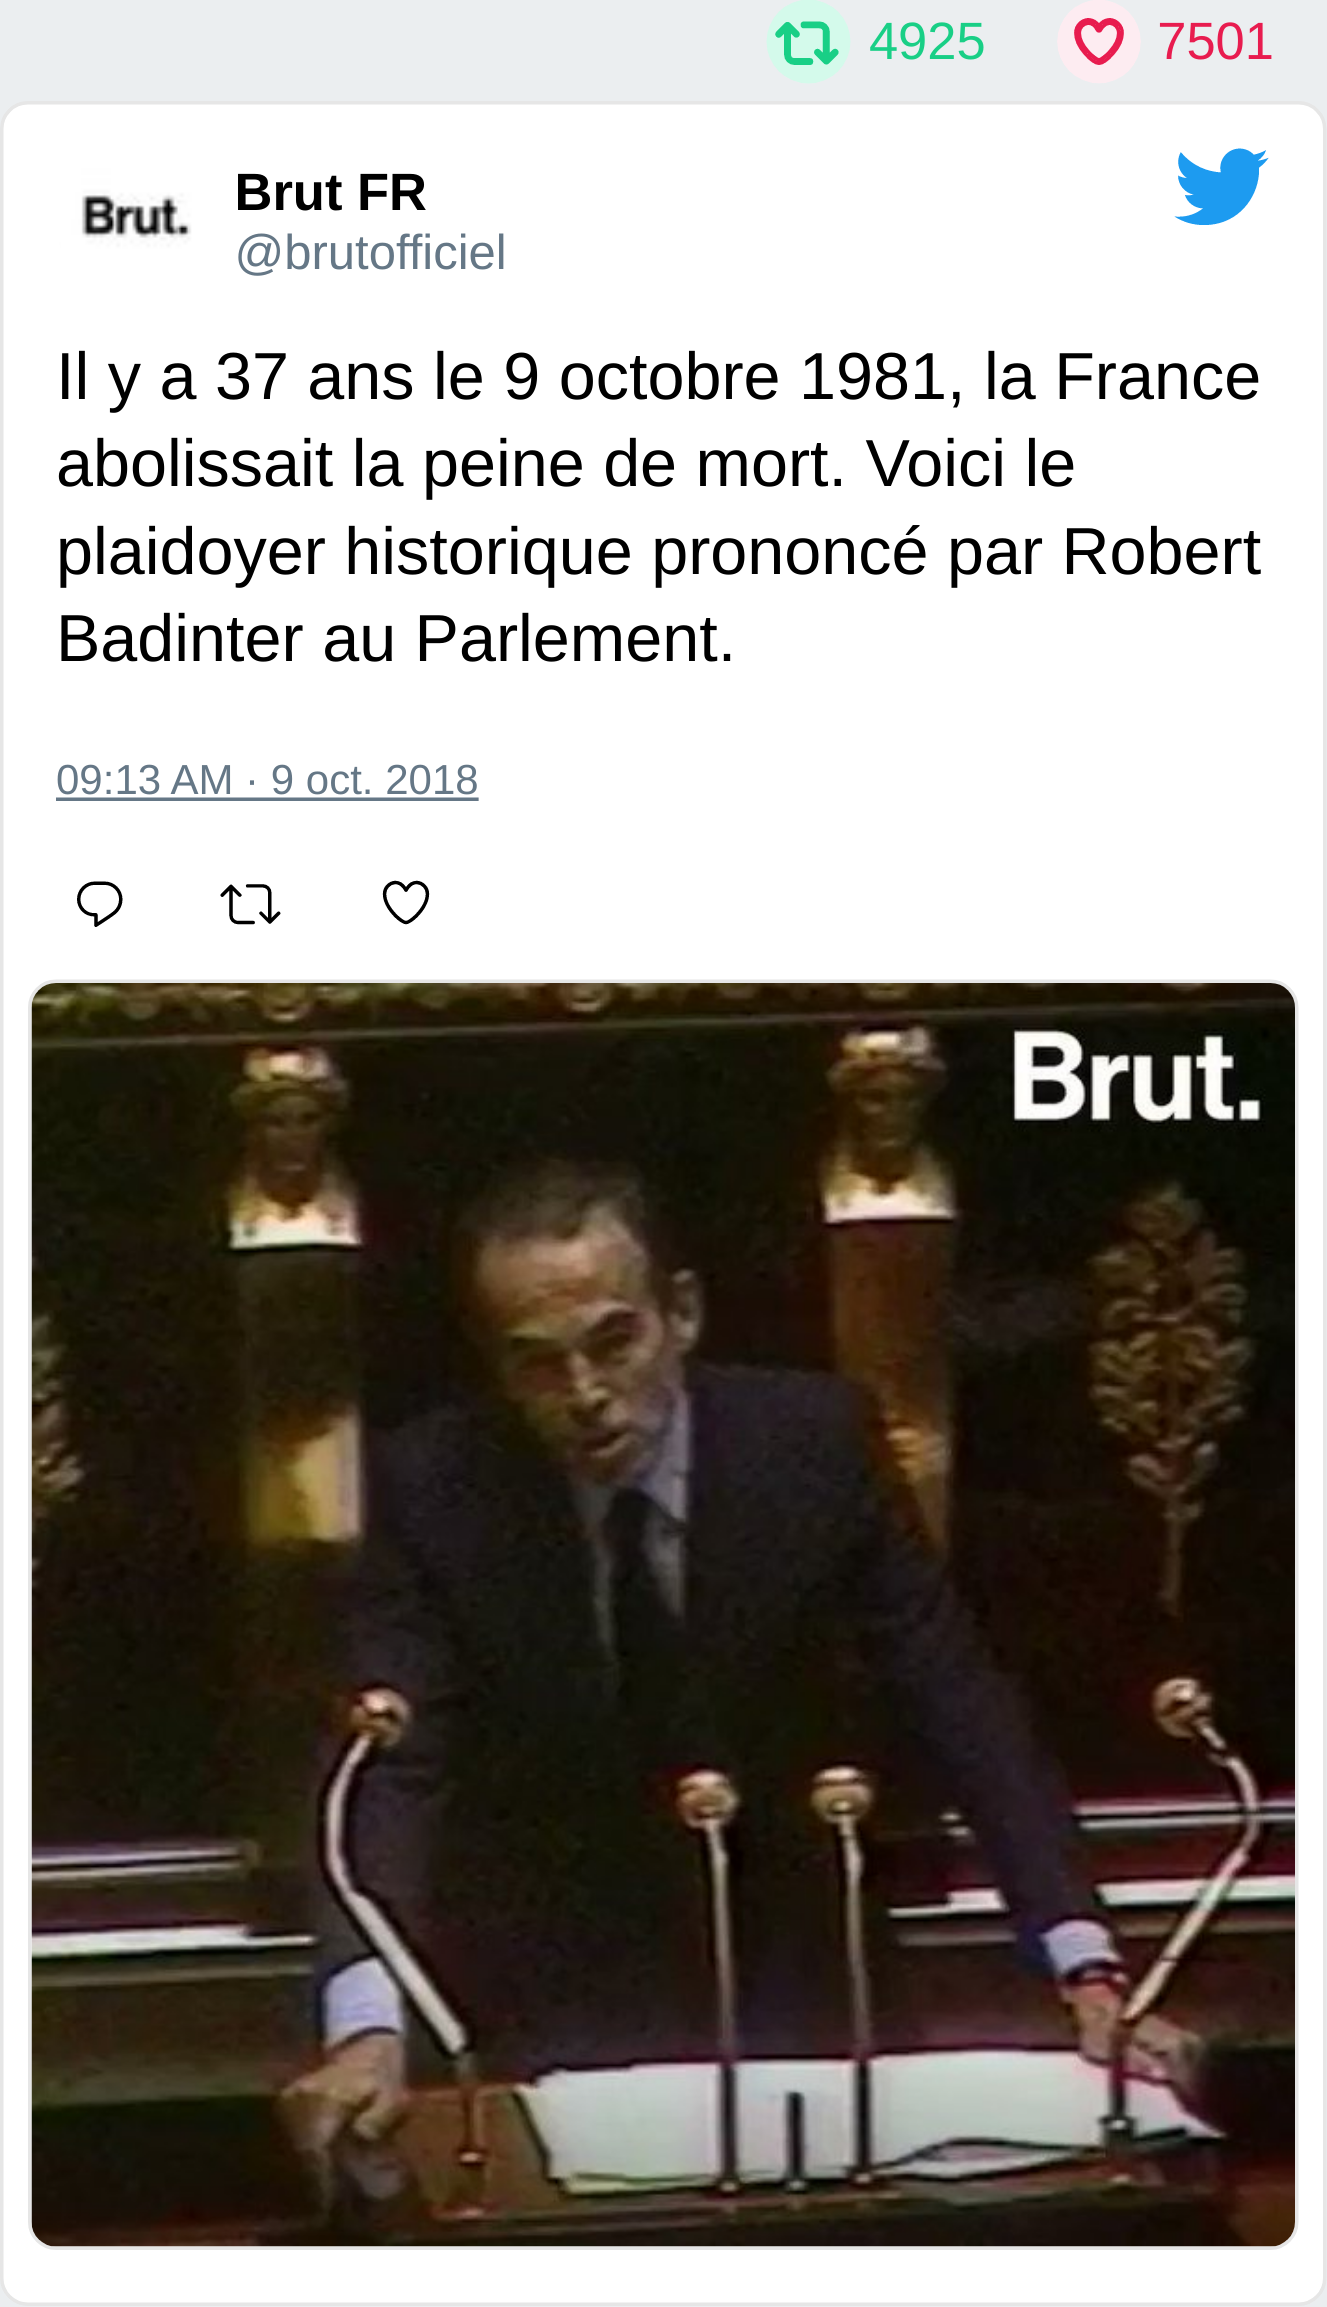 4925 7501
Brut.
Brut FR
@brutofficiel
Il y a 37 ans le 9 octobre 1981, la France
abolissait la peine de mort. Voici le
plaidoyer historique prononcé par Robert
Badinter au Parlement.
09:13 AM · 9 oct. 2018
Brut.